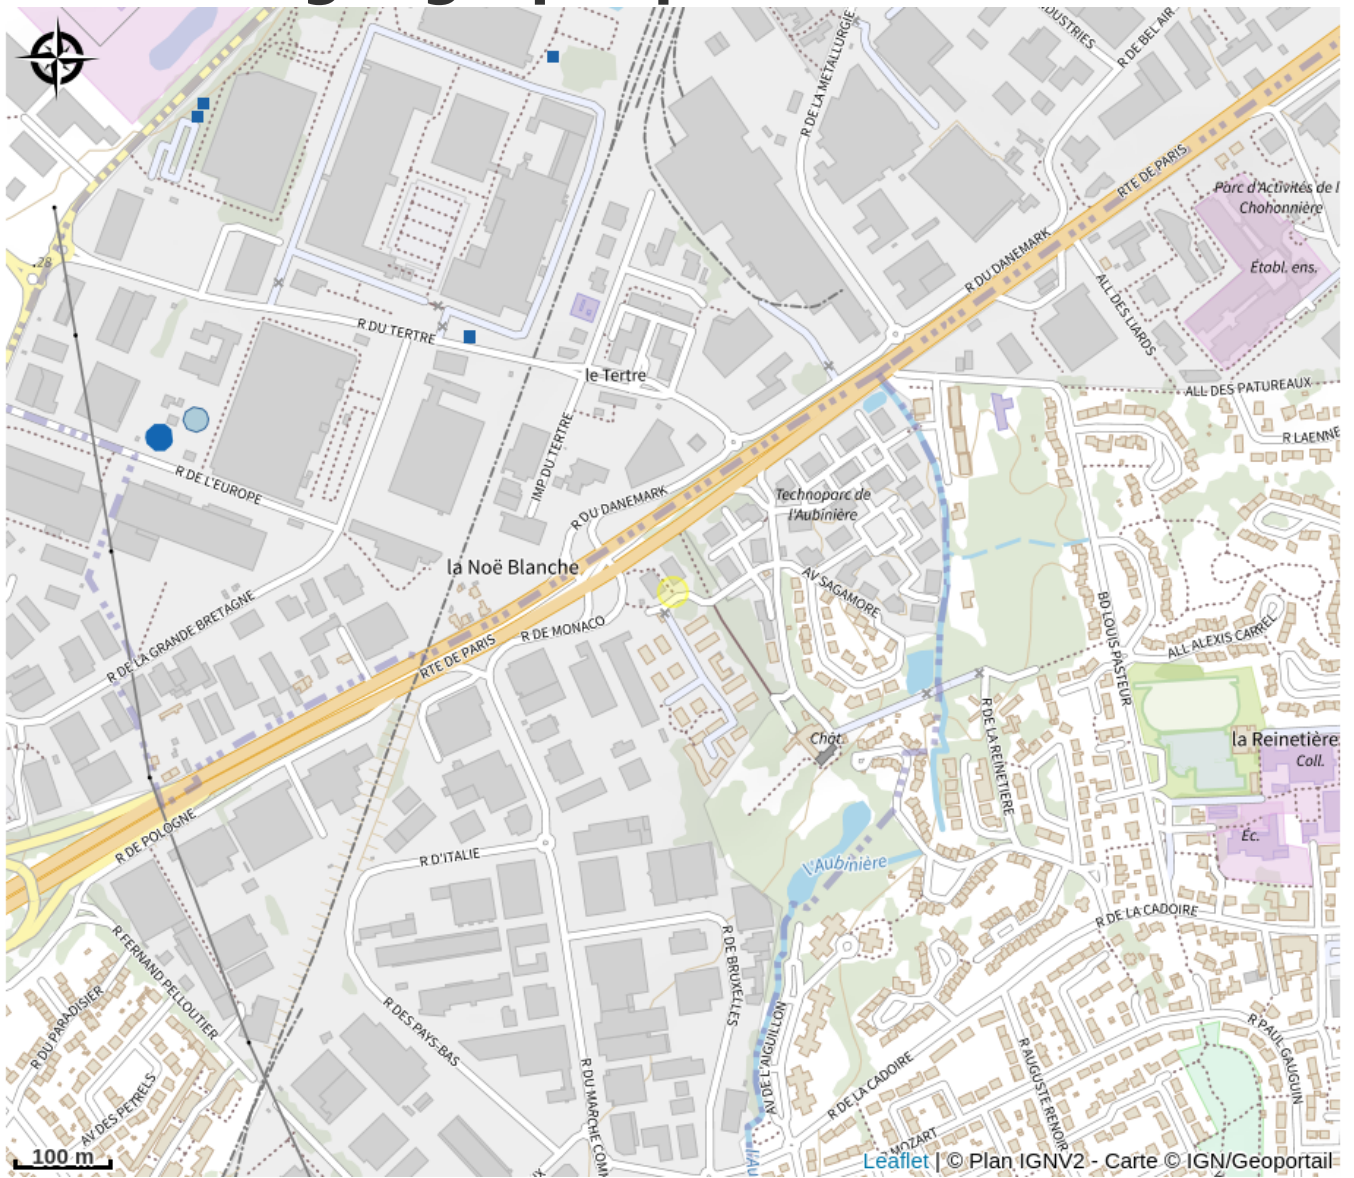 R DE LA METALLURGIE
R DE BEL AIR
RTE DE PARIS
Parc d'Activités de l
Chohonnière
Établ. ens.
R DU DANEMARK
ALL DES LIARDS
128
R DU TERTRE
le Tertre
ALL DES PATUREAUX
R LAENNE
IMP DU TERTRE
R DE L'EUROPE
R DU DANEMARK
Technoparc de
l'Aubinière
la Noë Blanche
AV SAGAMORE
R DE LA GRANDE BRETAGNE
R DE MONACO
RTE DE PARIS
BD LOUIS PASTEUR
ALL ALEXIS CARREL
R DE LA REINETIERE
Chât.
la Reinetière
Coll.
Éc.
R DE POLOGNE
R D'ITALIE
l'Aubinière
R DE LA CADOIRE
R FERNAND PELLOUTIER
R DE BRUXELLES
R DU PARADISIER
R DES PAYS-BAS
AV DE L'AIGUILLON
R PAUL GAUGUIN
R DE LA CADOIRE
R AUGUSTE RENOIR
AV DES PETRELS
R DU MARCHE COMM
MOZART
l'Au
100 m
Leaflet | © Plan IGNV2 - Carte © IGN/Geoportail